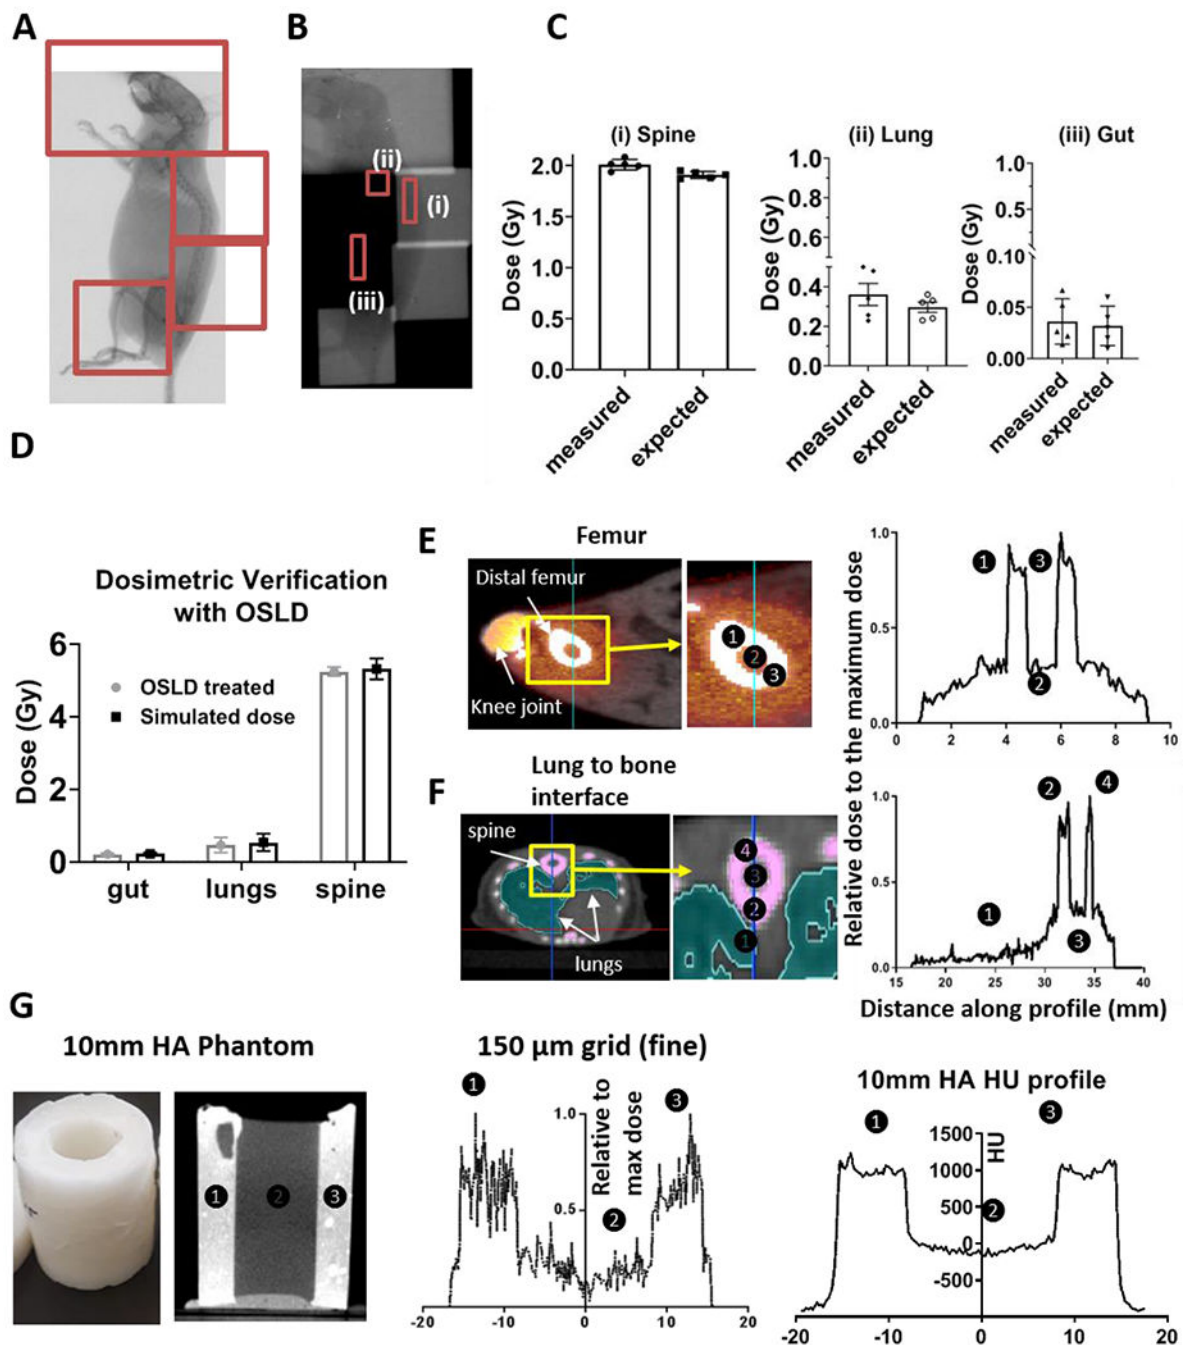 A
B
C
(ii)
(i)
(iii)
(i) Spine
Dose (Gy)
2.0
1.5
1.0
0.5
0.0
measured
expected
(ii) Lung
Dose (Gy)
1.0
0.9
0.8
0.7
0.6
0.4
0.2
0.0
measured
expected
(iii) Gut
Dose (Gy)
1.0
0.5
0.10
0.05
0.00
measured
expected
D
Dosimetric Verification
with OSLD
Dose (Gy)
6
4
2
0
OSLD treated
Simulated dose
gut
lungs
spine
E
Femur
Distal femur
Knee joint
1
2
3
Relative dose to the maximum dose
1.0
0.5
0.0
1
3
2
0 2 4 6 8 10
F
Lung to bone
interface
spine
lungs
4
3
2
1
1.0
0.5
0.0
2
4
1
3
15 20 25 30 35 40
Distance along profile (mm)
G
10mm HA Phantom
1
2
3
150 µm grid (fine)
1
3
2
Relative to
max dose
1.0
0.5
-20 -10 0 10 20
10mm HA HU profile
1
3
2
HU
1500
1000
500
0
-500
-20 -10 0 10 20